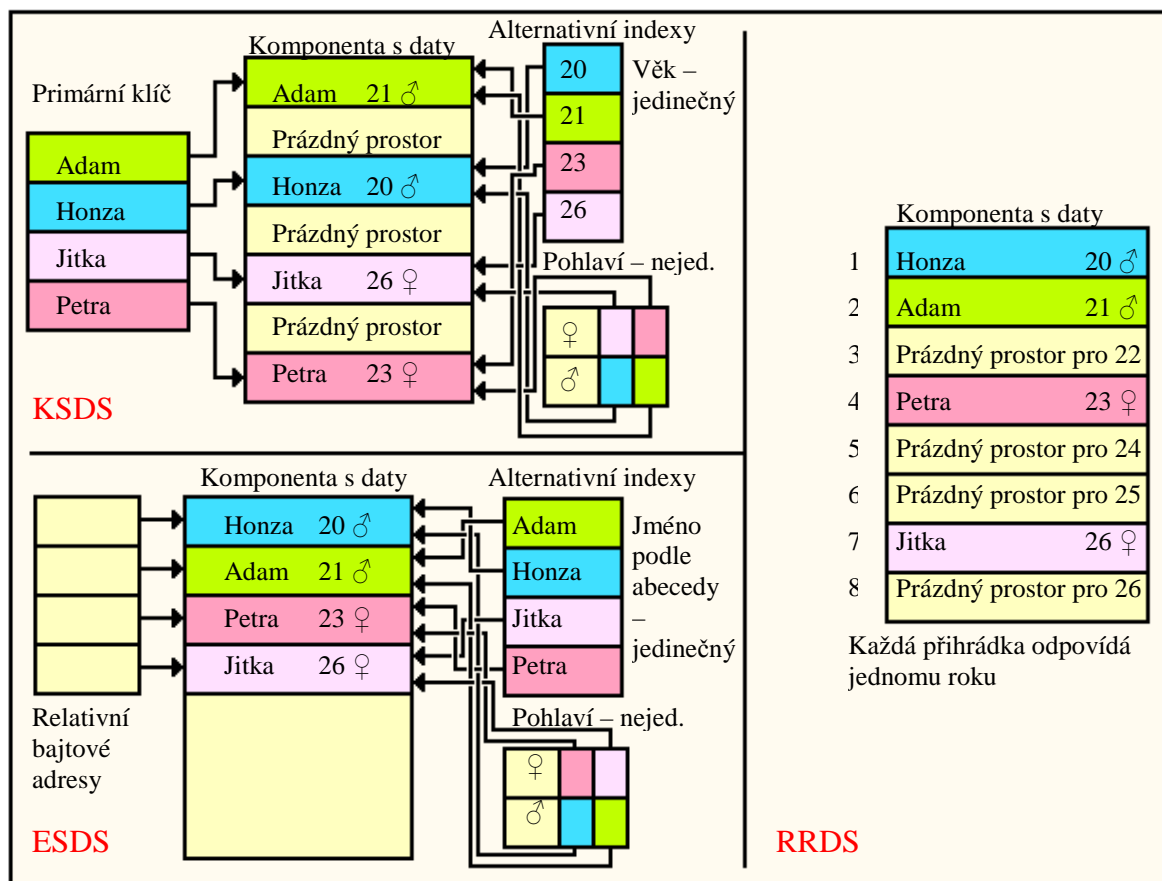 Primární klíč
Adam
Honza
Jitka
Petra
KSDS
Komponenta s daty
Adam 21 ♂
Prázdný prostor
Honza 20 ♂
Prázdný prostor
Jitka 26 ♀
Prázdný prostor
Petra 23 ♀
Alternativní indexy
20
21
23
26
Věk –
jedinečný
Pohlaví – nejed.
♀
♂
Komponenta s daty
Honza 20 ♂
Adam 21 ♂
Petra 23 ♀
Jitka 26 ♀
Relativní
bajtové
adresy
ESDS
Alternativní indexy
Adam
Honza
Jitka
Petra
Jméno
podle
abecedy
–
jedinečný
Pohlaví – nejed.
♀
♂
Komponenta s daty
1 Honza 20 ♂
2 Adam 21 ♂
3 Prázdný prostor pro 22
4 Petra 23 ♀
5 Prázdný prostor pro 24
6 Prázdný prostor pro 25
7 Jitka 26 ♀
8 Prázdný prostor pro 26
Každá přihrádka odpovídá
jednomu roku
RRDS